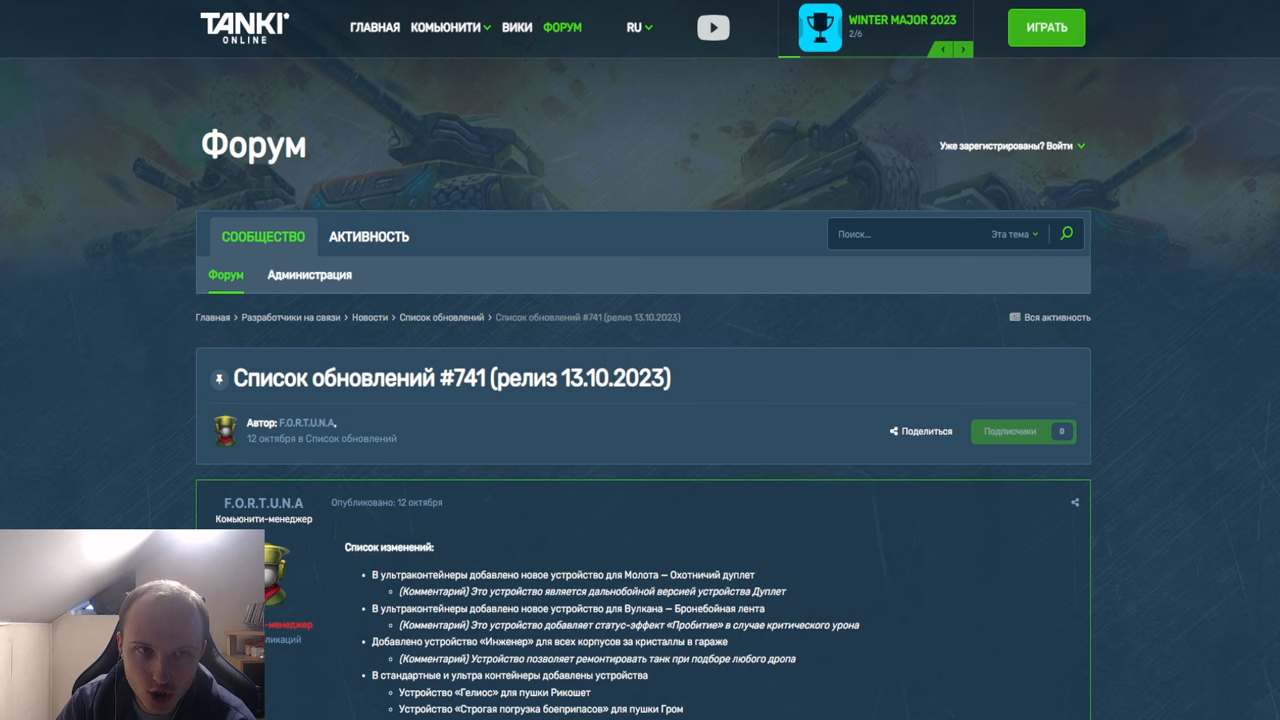 TANKI
ONLINE
ГЛАВНАЯ
КОМЬЮНИТИ
ВИКИ
ФОРУМ
RU
WINTER MAJOR 2023
2/6
ИГРАТЬ
Форум
Уже зарегистрированы? Войти
СООБЩЕСТВО
АКТИВНОСТЬ
Поиск...
Эта тема
Форум
Администрация
Главная > Разработчики на связи > Новости > Список обновлений > Список обновлений #741 (релиз 13.10.2023)
Вся активность
Список обновлений #741 (релиз 13.10.2023)
Автор: F.O.R.T.U.N.A,
12 октября в Список обновлений
Поделиться
Подписчики 0
F.O.R.T.U.N.A
Опубликовано: 12 октября
Комьюнити-менеджер
Список изменений:
• В ультраконтейнеры добавлено новое устройство для Молота — Охотничий дуплет
(Комментарий) Это устройство является дальнобойной версией устройства Дуплет
• В ультраконтейнеры добавлено новое устройство для Вулкана — Бронебойная лента
(Комментарий) Это устройство добавляет статус-эффект «Пробитие» в случае критического урона
-менеджер
ликаций
• Добавлено устройство «Инженер» для всех корпусов за кристаллы в гараже
(Комментарий) Устройство позволяет ремонтировать танк при подборе любого дропа
• В стандартные и ультра контейнеры добавлены устройства
Устройство «Гелиос» для пушки Рикошет
Устройство «Строгая погрузка боеприпасов» для пушки Гром